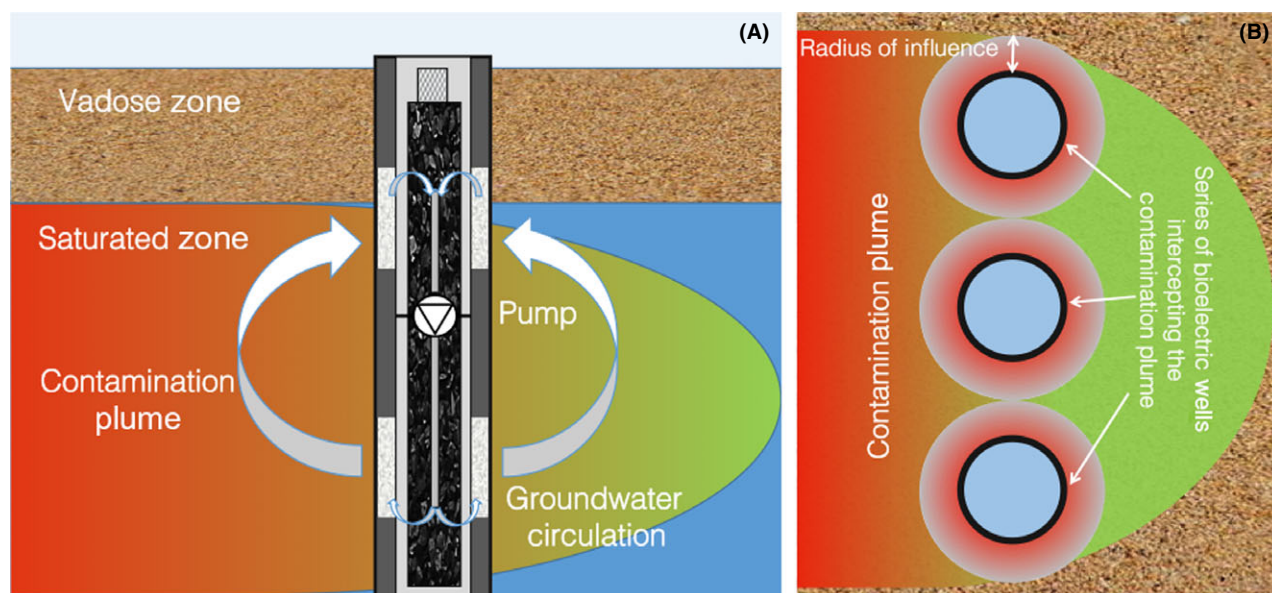 (A)
Vadose zone
Saturated zone
Pump
Contamination
plume
Groundwater
circulation
(B)
Radius of influence
Contamination plume
Series of bioelectric wells
intercepting the
contamination plume